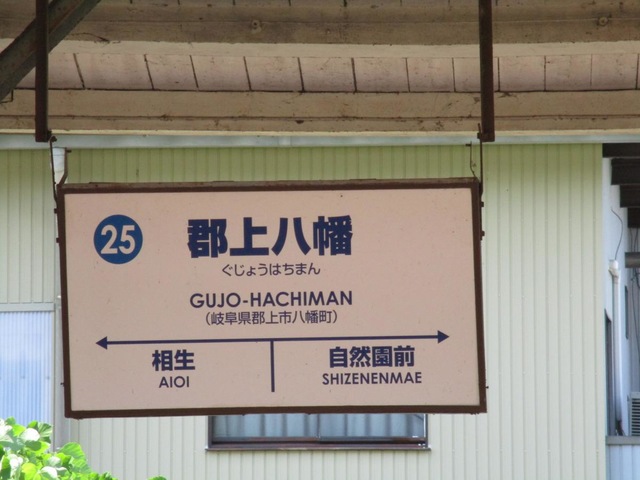 25
郡上八幡
ぐじょうはちまん
GUJO-HACHIMAN
(岐阜県郡上市八幡町)
相生
AIOI
自然園前
SHIZENENMAE